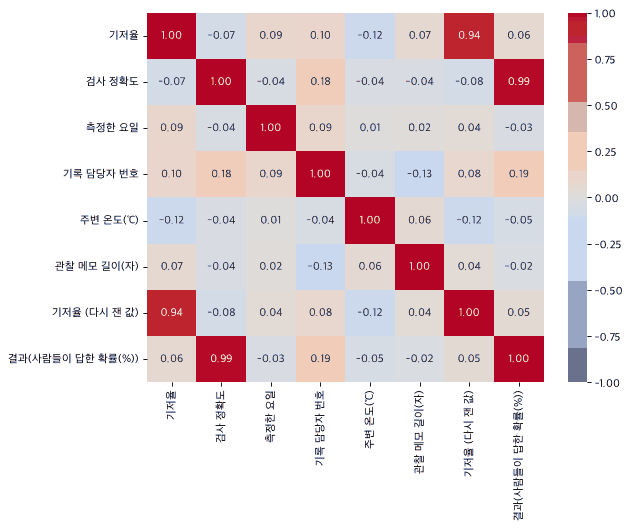 기저율 1.00 −0.07 0.09 0.10 −0.12 0.07 0.94 0.06
검사 정확도 −0.07 1.00 −0.04 0.18 −0.04 −0.04 −0.08 0.99
측정한 요일 0.09 −0.04 1.00 0.09 0.01 0.02 0.04 −0.03
기록 담당자 번호 0.10 0.18 0.09 1.00 −0.04 −0.13 0.08 0.19
주변 온도(℃) −0.12 −0.04 0.01 −0.04 1.00 0.06 −0.12 −0.05
관찰 메모 길이(자) 0.07 −0.04 0.02 −0.13 0.06 1.00 0.04 −0.02
기저율 (다시 잰 값) 0.94 −0.08 0.04 0.08 −0.12 0.04 1.00 0.05
결과(사람들이 답한 확률(%)) 0.06 0.99 −0.03 0.19 −0.05 −0.02 0.05 1.00
기저율
검사 정확도
측정한 요일
기록 담당자 번호
주변 온도(℃)
관찰 메모 길이(자)
기저율 (다시 잰 값)
결과(사람들이 답한 확률(%))
1.00
0.75
0.50
0.25
0.00
−0.25
−0.50
−0.75
−1.00